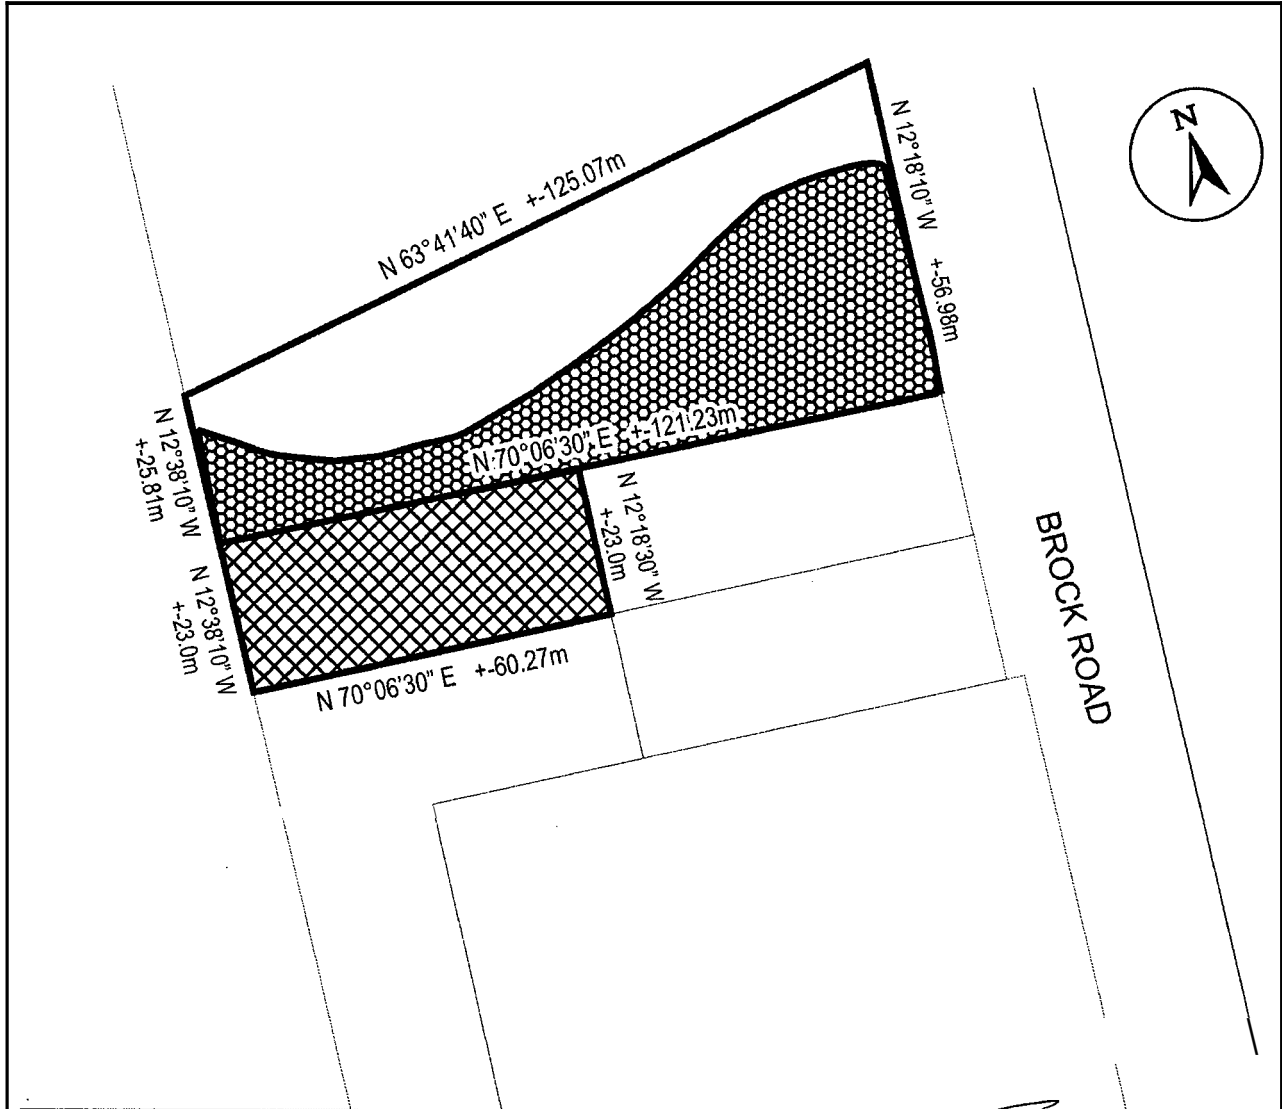 N
N 63°41'40" E +-125.07m
N 12°18'10" W +-56.98m
N 12°38'10" W
+-25.81m
N 70°06'30" E +-121.23m
N 12°18'30" W
+-23.0m
N 12°38'10" W
+-23.0m
N 70°06'30" E +-60.27m
BROCK ROAD